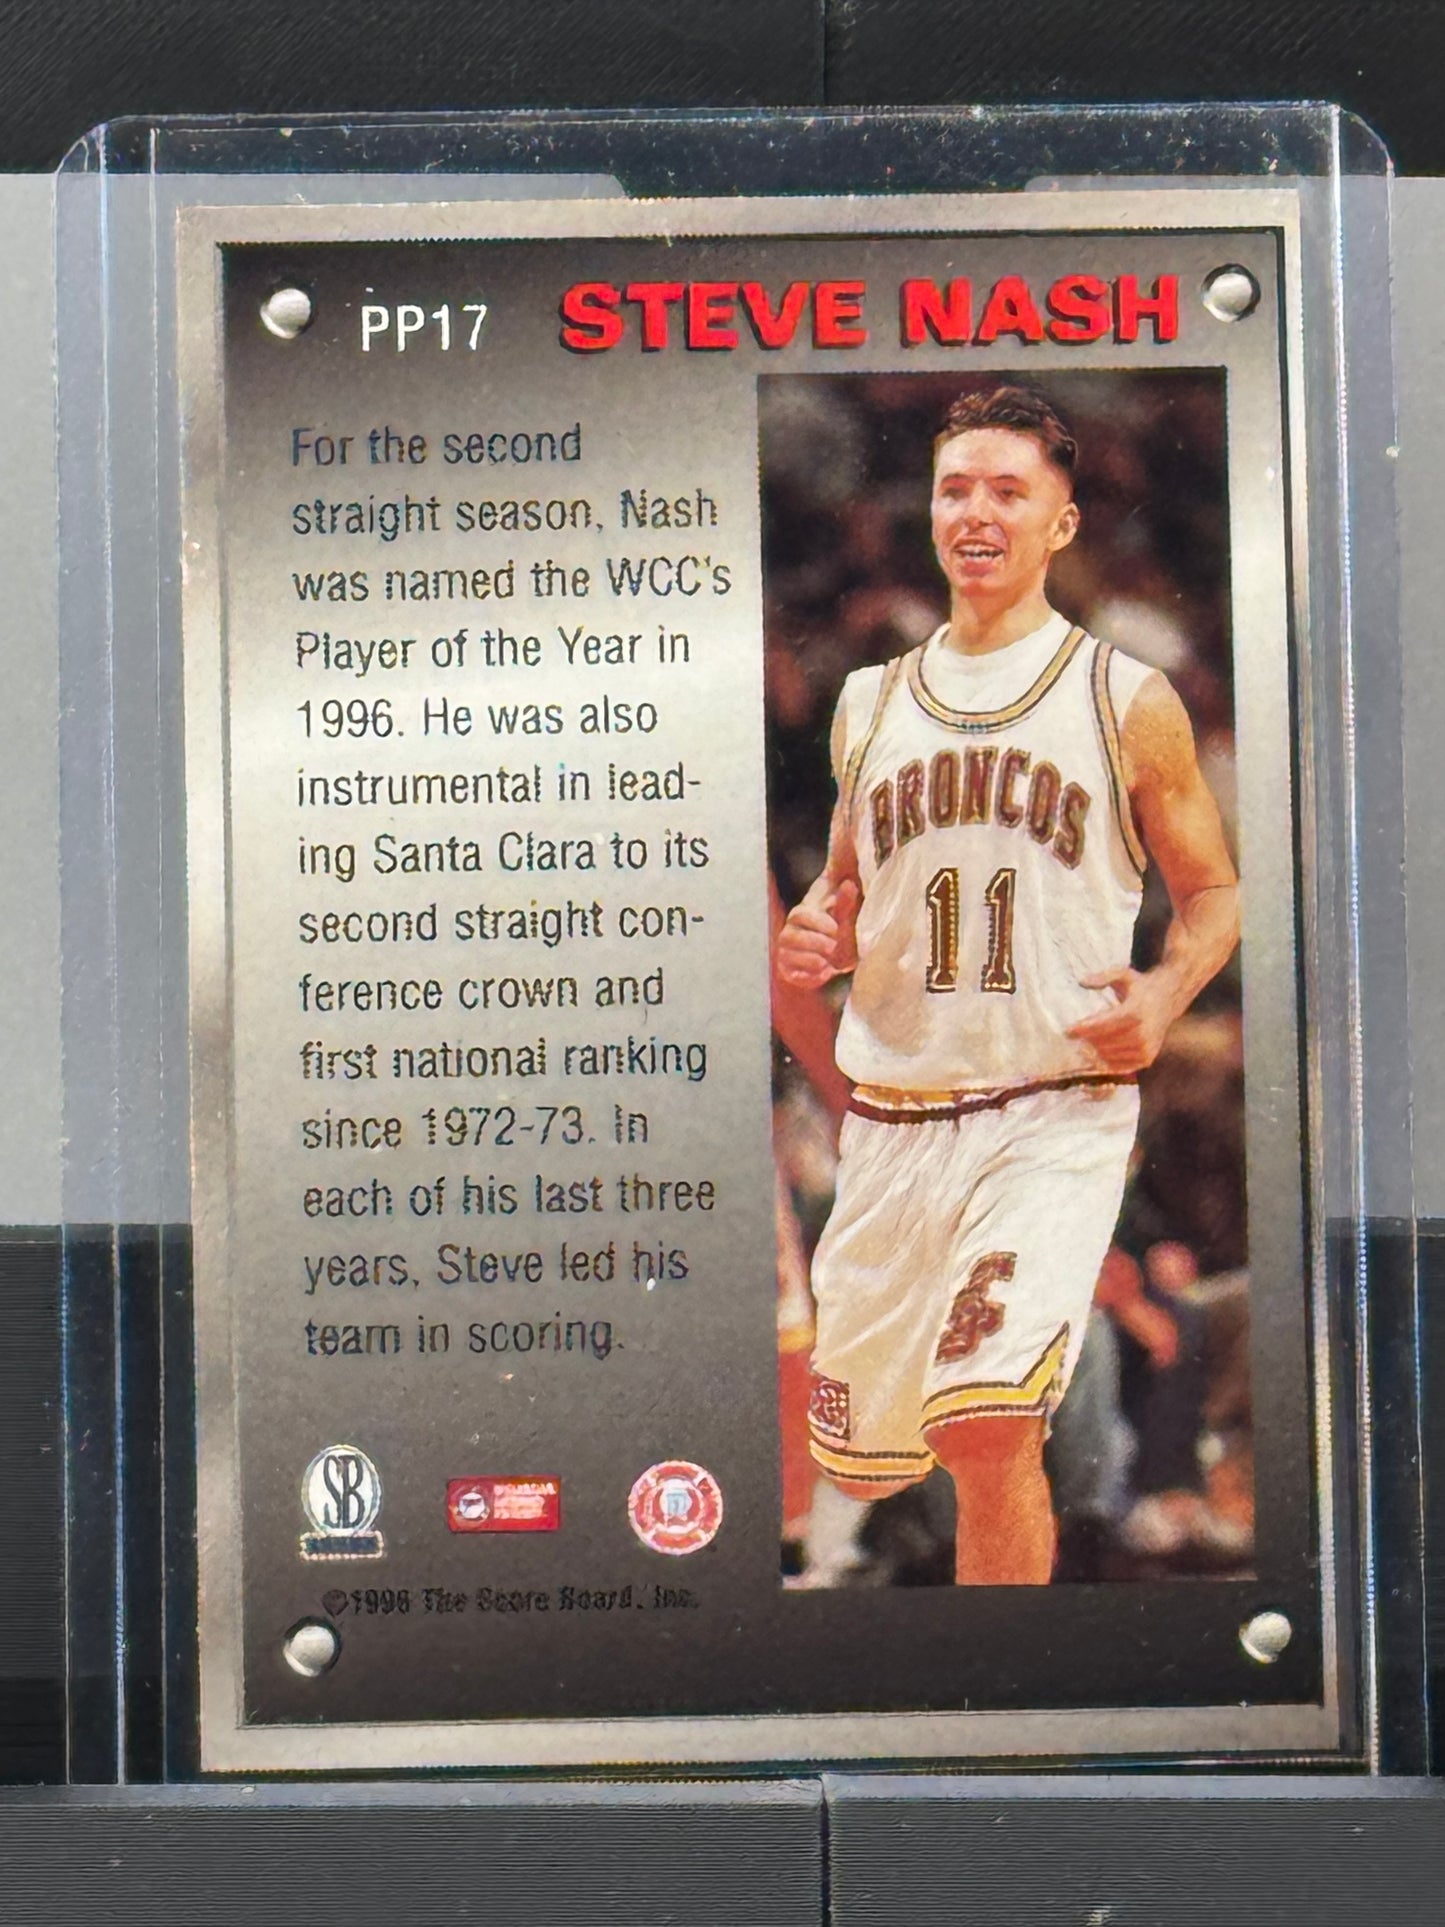 PP17 STEVE NASH
For the second
straight season, Nash
was named the WCC's
Player of the Year in
1996. He was also
instrumental in lead-
ing Santa Clara to its
second straight con-
ference crown and
first national ranking
since 1972-73. In
each of his last three
years, Steve led his
team in scoring.
BRONCOS
11
SB
©1996 The Score Board, Inc.